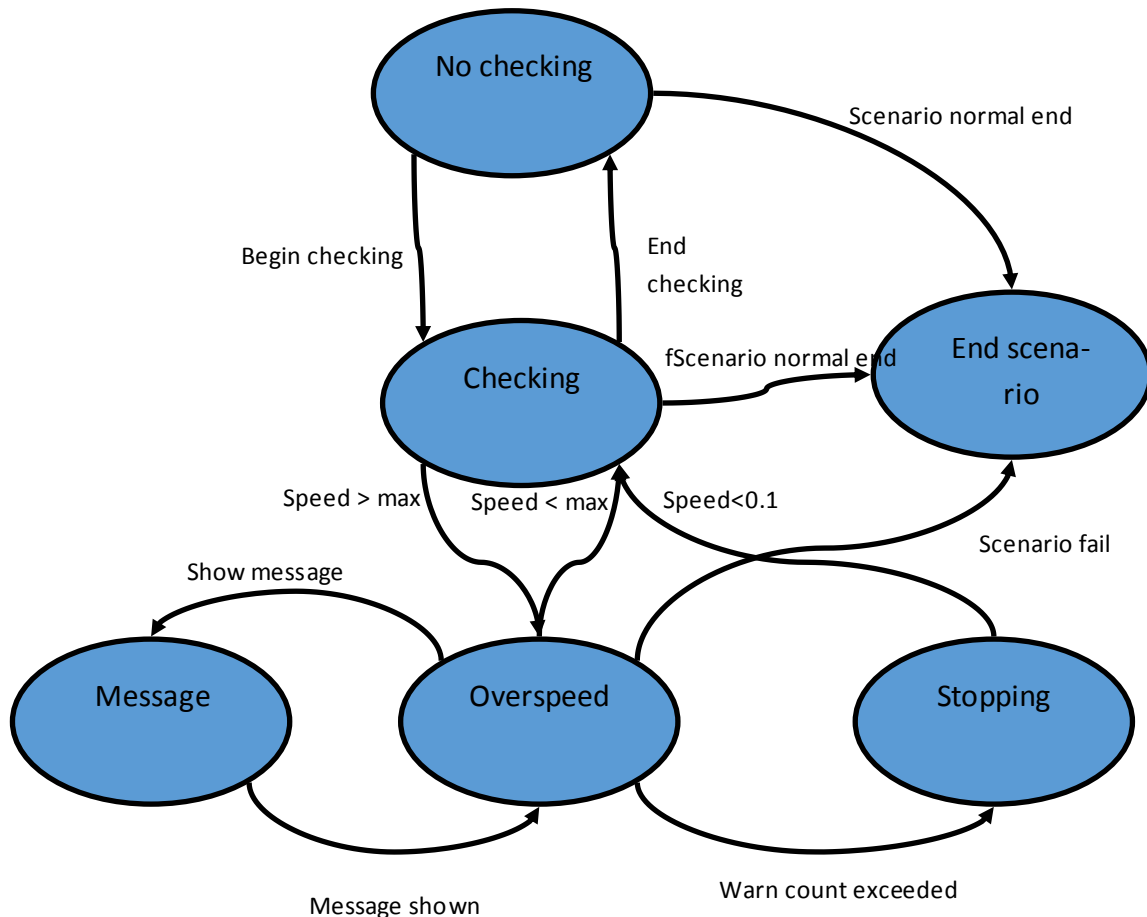 No checking
Scenario normal end
Begin checking
End
checking
End scena-
rio
fScenario normal end
Checking
Speed > max
Speed < max
Speed<0.1
Scenario fail
Show message
Message
Overspeed
Stopping
Warn count exceeded
Message shown